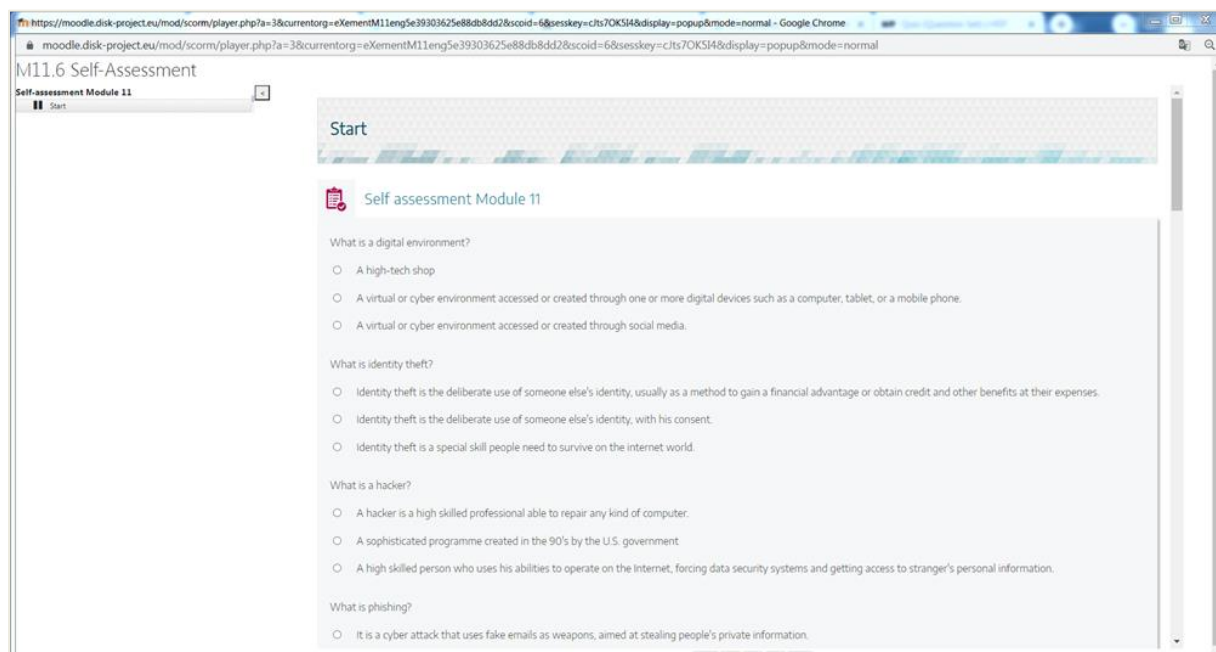 https://moodle.disk-project.eu/mod/scorm/player.php?a=3&currentorg=eXementM11eng5e39303625e88db8dd2&scoid=6&sesskey=cJts7OK5I4&display=popup&mode=normal - Google Chrome
moodle.disk-project.eu/mod/scorm/player.php?a=3&currentorg=eXementM11eng5e39303625e88db8dd2&scoid=6&sesskey=cJts7OK5I4&display=popup&mode=normal
M11.6 Self-Assessment
Self-assessment Module 11
Start
<
Start
Self assessment Module 11
What is a digital environment?
A high-tech shop
A virtual or cyber environment accessed or created through one or more digital devices such as a computer, tablet, or a mobile phone.
A virtual or cyber environment accessed or created through social media.
What is identity theft?
Identity theft is the deliberate use of someone else's identity, usually as a method to gain a financial advantage or obtain credit and other benefits at their expenses.
Identity theft is the deliberate use of someone else's identity, with his consent.
Identity theft is a special skill people need to survive on the internet world.
What is a hacker?
A hacker is a high skilled professional able to repair any kind of computer.
A sophisticated programme created in the 90's by the U.S. government
A high skilled person who uses his abilities to operate on the Internet, forcing data security systems and getting access to stranger's personal information.
What is phishing?
It is a cyber attack that uses fake emails as weapons, aimed at stealing people's private information.